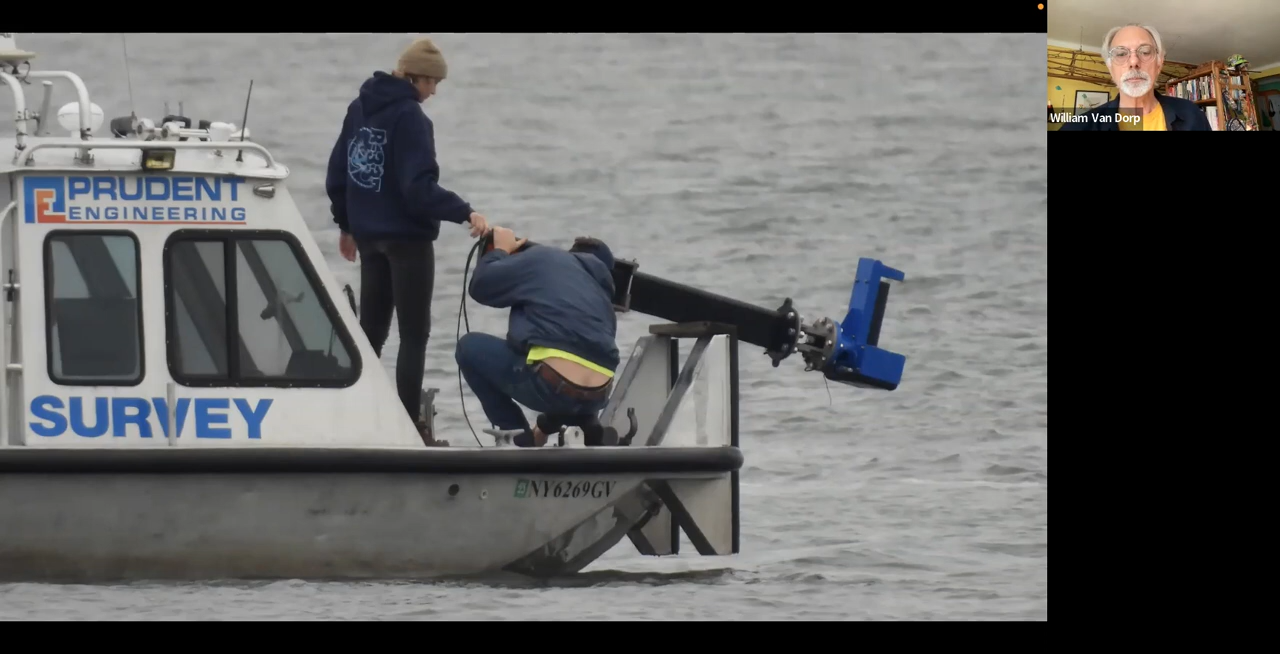 PRUDENT
ENGINEERING
SURVEY
NY6269GV
William Van Dorp